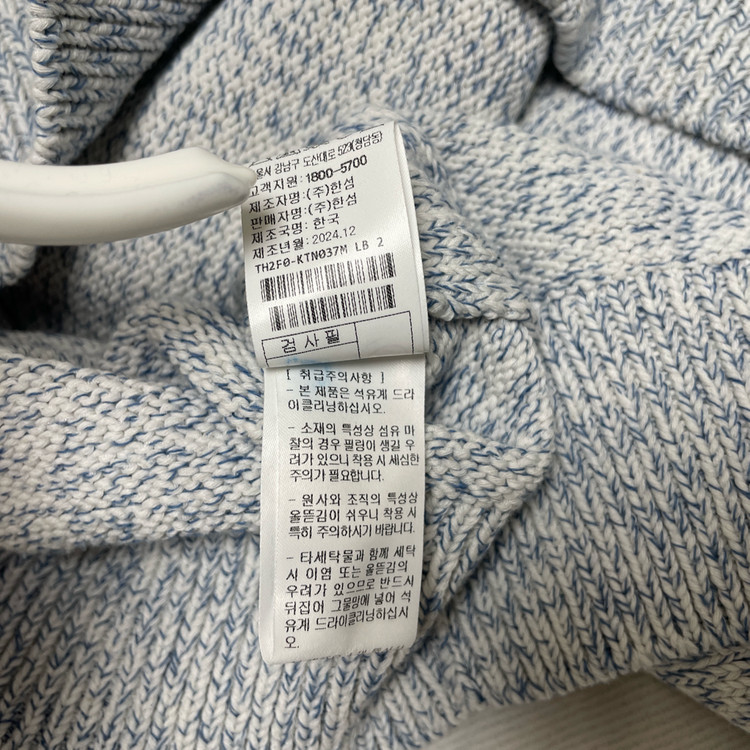 울시 강남구 도산대로 523(청담동)
고객지원: 1800-5700
제조자명:(주)한섬
판매자명:(주)한섬
제조국명: 한국
제조년월: 2024.12
TH2F0-KTN037M LB 2
검사필
[ 취급주의사항 ]
- 본 제품은 석유계 드라
이클리닝하십시오.
- 소재의 특성상 섬유 마
찰의 경우 필링이 생길 우
려가 있으니 착용 시 세심한
주의가 필요합니다.
- 원사와 조직의 특성상
올뜯김이 쉬우니 착용 시
특히 주의하시기 바랍니다.
- 타세탁물과 함께 세탁
시 이염 또는 올뜯김의
우려가 있으므로 반드시
뒤집어 그물망에 넣어 석
유계 드라이클리닝하십시
오.